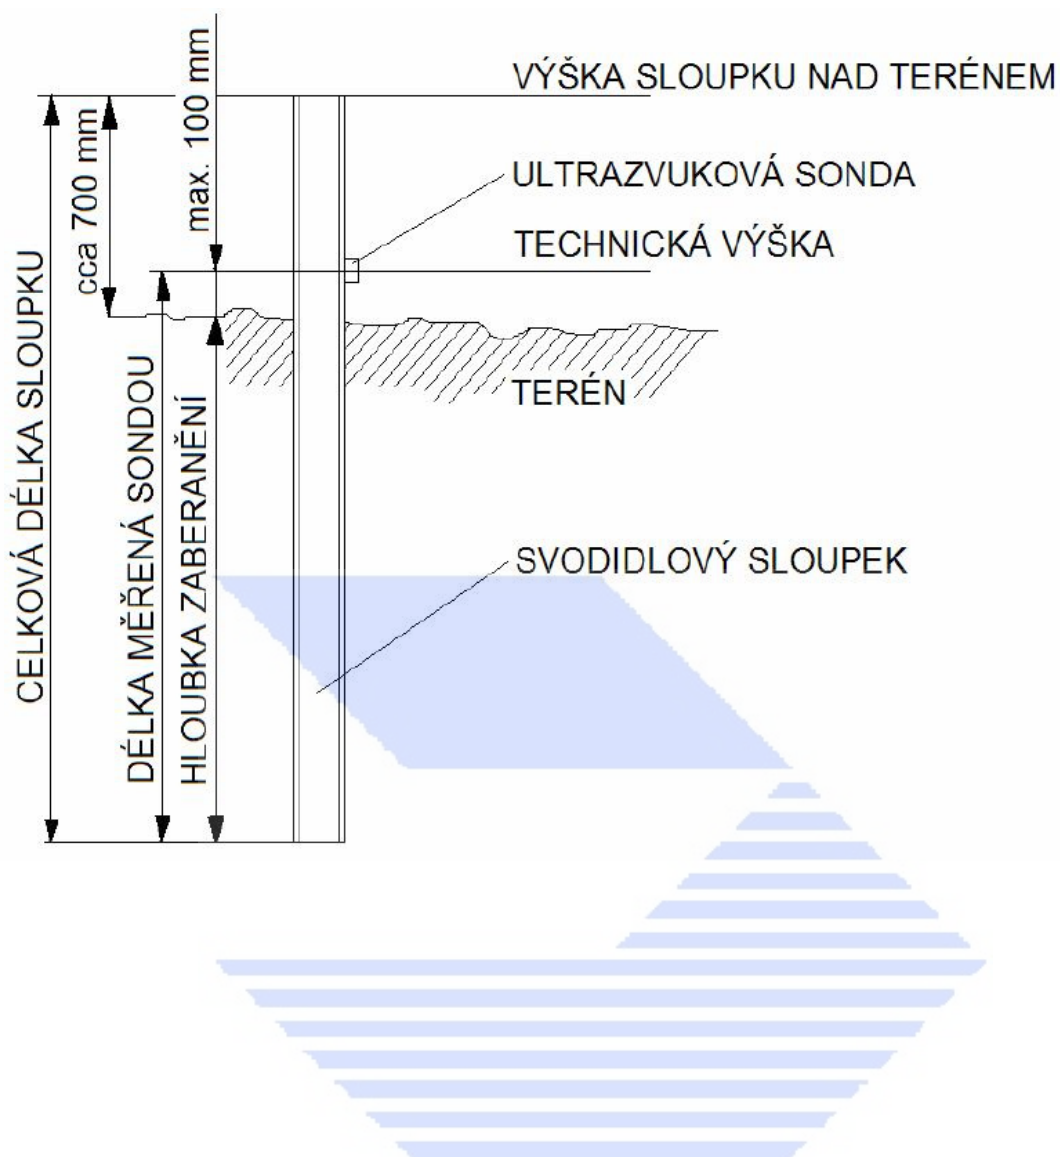 VÝŠKA SLOUPKU NAD TERÉNEM
max. 100 mm
cca 700 mm
ULTRAZVUKOVÁ SONDA
TECHNICKÁ VÝŠKA
TERÉN
CELKOVÁ DÉLKA SLOUPKU
DÉLKA MĚŘENÁ SONDOU
HLOUBKA ZABERANĚNÍ
SVODIDLOVÝ SLOUPEK